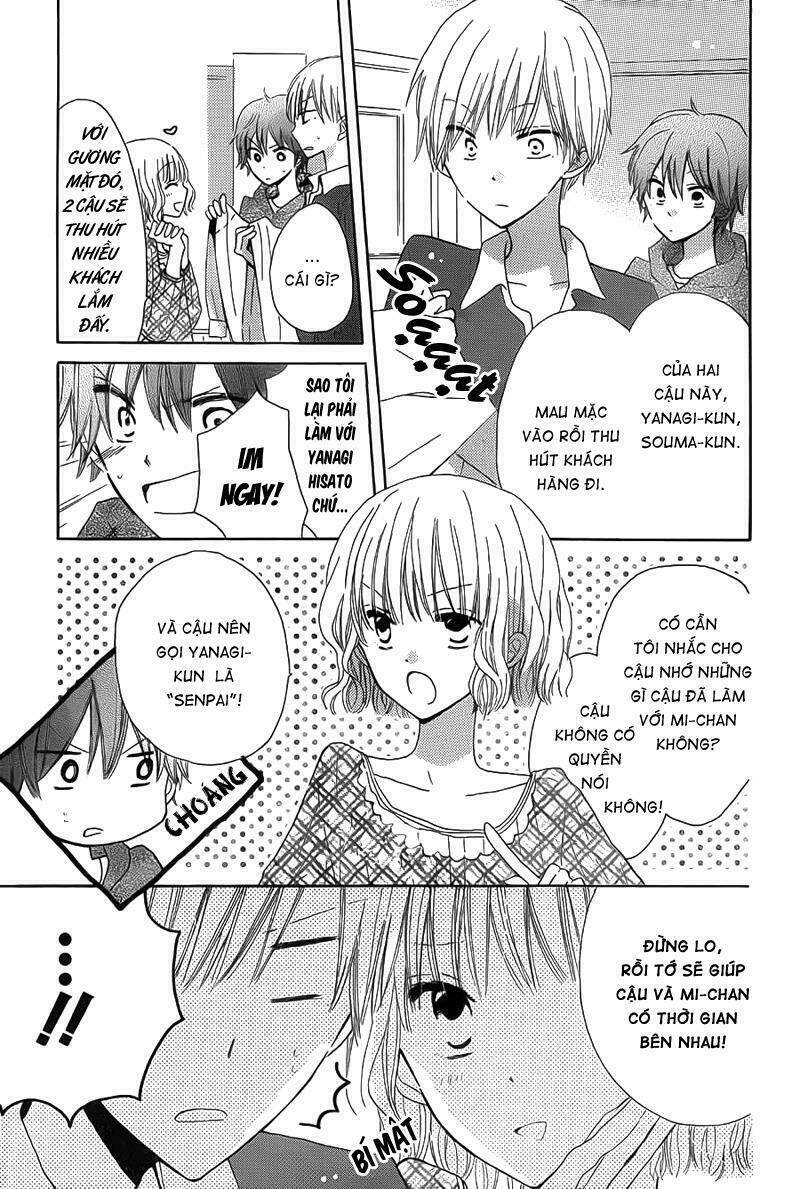 CỦA HAI
CẬU NÀY,
YANAGI-KUN,
SOUMA-KUN.
MAU MẶC
VÀO RỒI THU
HÚT KHÁCH
HÀNG ĐI.
SOẠẠẠT
...
CÁI GÌ?
VỚI
GƯƠNG
MẶT ĐÓ,
2 CẬU SẼ
THU HÚT
NHIỀU
KHÁCH
LẮM
ĐẤY.
SAO TÔI
LẠI PHẢI
LÀM VỚI
YANAGI
HISATO
CHÚ...
IM
NGAY!
CÓ CẦN
TÔI NHẮC CHO
CẬU NHỚ NHỮNG
GÌ CẬU ĐÃ LÀM
VỚI MI-CHAN
KHÔNG?
CẬU
KHÔNG CÓ
QUYỀN
NÓI
KHÔNG!
VÀ CẬU NÊN
GỌI YANAGI-
KUN LÀ
"SENPAI"!
CHOÁNG
ĐỪNG LO,
RỒI TỚ SẼ GIÚP
CẬU VÀ MI-CHAN
CÓ THỜI GIAN
BÊN NHAU!
BÍ MẬT
...!!